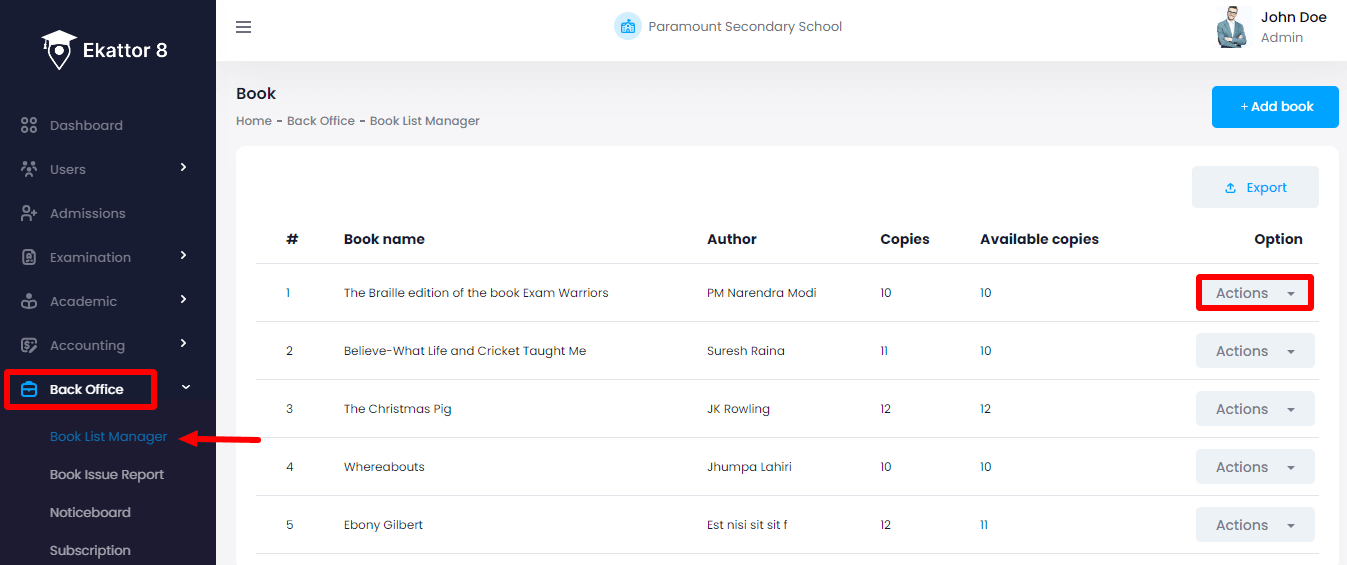 Ekattor 8
Dashboard
Users
Admissions
Examination
Academic
Accounting
Back Office
Book List Manager
Book Issue Report
Noticeboard
Subscription
Paramount Secondary School
John Doe
Admin
Book
Home - Back Office - Book List Manager
+ Add book
Export
# Book name Author Copies Available copies Option
1 The Braille edition of the book Exam Warriors PM Narendra Modi 10 10 Actions
2 Believe-What Life and Cricket Taught Me Suresh Raina 11 10 Actions
3 The Christmas Pig JK Rowling 12 12 Actions
4 Whereabouts Jhumpa Lahiri 10 10 Actions
5 Ebony Gilbert Est nisi sit sit f 12 11 Actions